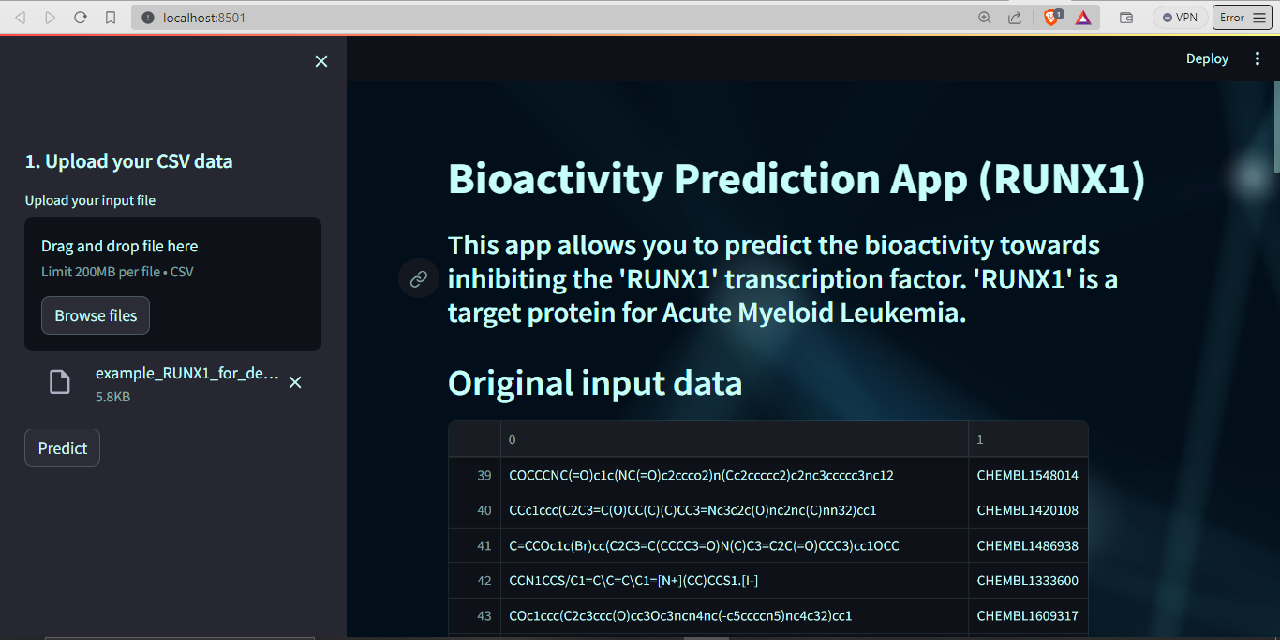 localhost:8501
1
VPN
Error
Deploy
1. Upload your CSV data
Upload your input file
Drag and drop file here
Limit 200MB per file • CSV
Browse files
example_RUNX1_for_de...
5.8KB
Predict
Bioactivity Prediction App (RUNX1)
This app allows you to predict the bioactivity towards
inhibiting the 'RUNX1' transcription factor. 'RUNX1' is a
target protein for Acute Myeloid Leukemia.
Original input data
0 1
39 COCCCNC(=O)c1c(NC(=O)c2ccco2)n(Cc2ccccc2)c2nc3ccccc3nc12 CHEMBL1548014
40 CCc1ccc(C2C3=C(O)CC(C)(C)CC3=Nc3c2c(O)nc2nc(C)nn32)cc1 CHEMBL1420108
41 C=CCOc1c(Br)cc(C2C3=C(CCCC3=O)N(C)C3=C2C(=O)CCC3)cc1OCC CHEMBL1486938
42 CCN1CCS/C1=C\C=C\C1=[N+](CC)CCS1.[I-] CHEMBL1333600
43 COc1ccc(C2c3ccc(O)cc3Oc3ncn4nc(-c5ccccn5)nc4c32)cc1 CHEMBL1609317